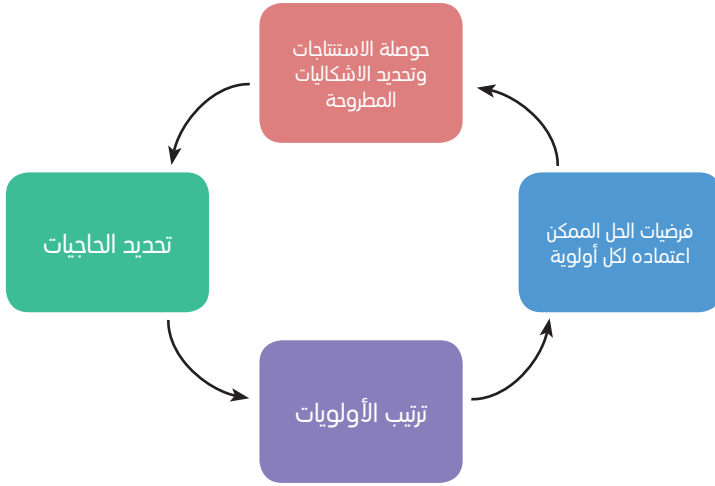 حوصلة الاستنتاجات
وتحديد الاشكاليات
المطروحة
فرضيات الحل الممكن
اعتماده لكل أولوية
تحديد الحاجيات
ترتيب الأولويات